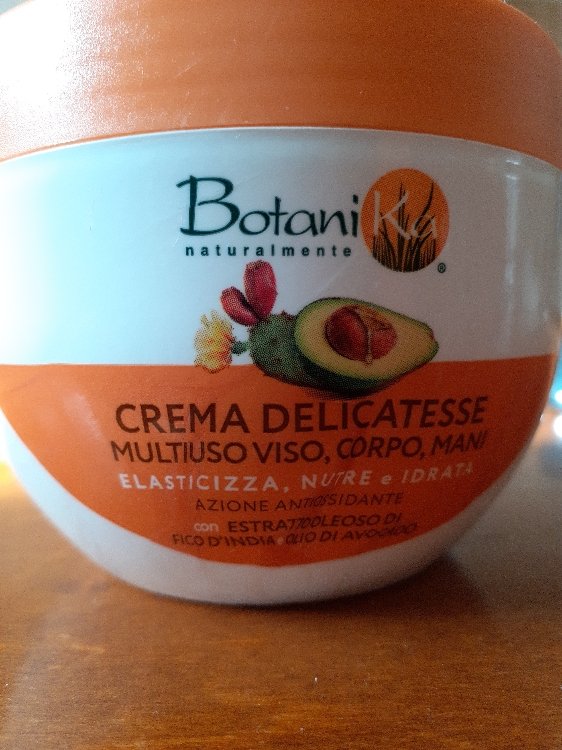 BotaniKa
naturalmente
®
CREMA DELICATESSE
MULTIUSO VISO, CORPO, MANI
ELASTICIZZA, NUTRE e IDRATA
AZIONE ANTIOSSIDANTE
con ESTRATTO OLEOSO DI
FICO D'INDIA e OLIO DI AVOCADO